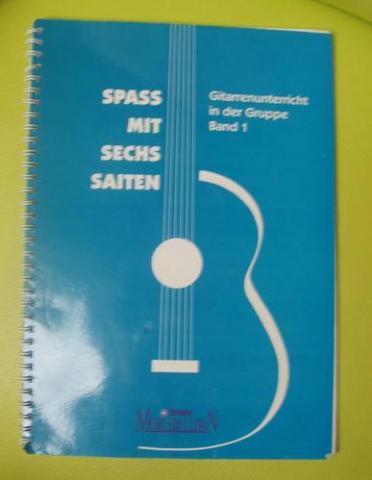 SPASS
MIT
SECHS
SAITEN
Gitarrenunterricht
in der Gruppe
Band 1